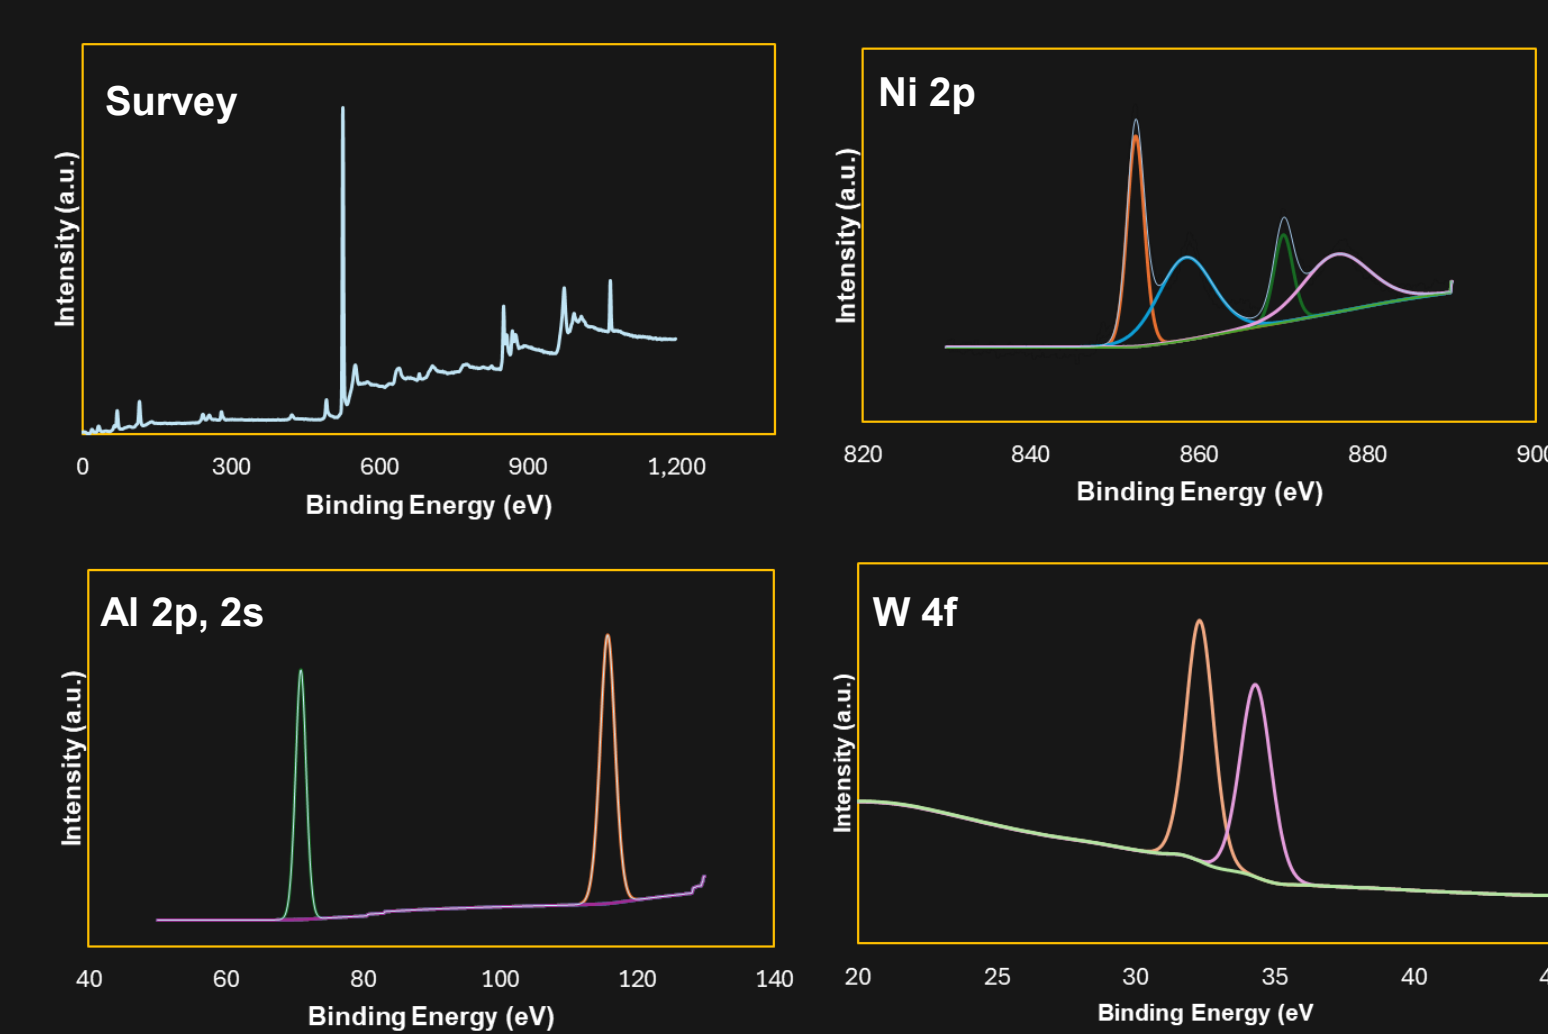 Survey
Intensity (a.u.)
0 300 600 900 1,200
Binding Energy (eV)
Ni 2p
Intensity (a.u.)
820 840 860 880 900
Binding Energy (eV)
Al 2p, 2s
Intensity (a.u.)
40 60 80 100 120 140
Binding Energy (eV)
W 4f
Intensity (a.u.)
20 25 30 35 40
Binding Energy (eV